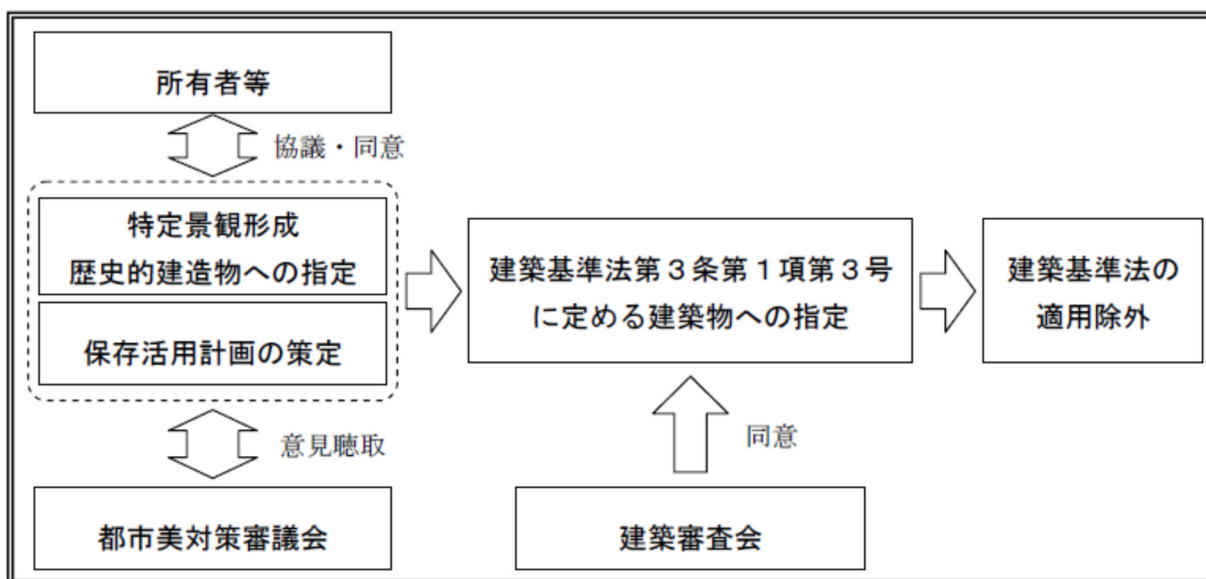 所有者等
協議・同意
特定景観形成
歴史的建造物への指定
保存活用計画の策定
意見聴取
都市美対策審議会
建築基準法第３条第１項第３号
に定める建築物への指定
同意
建築審査会
建築基準法の
適用除外